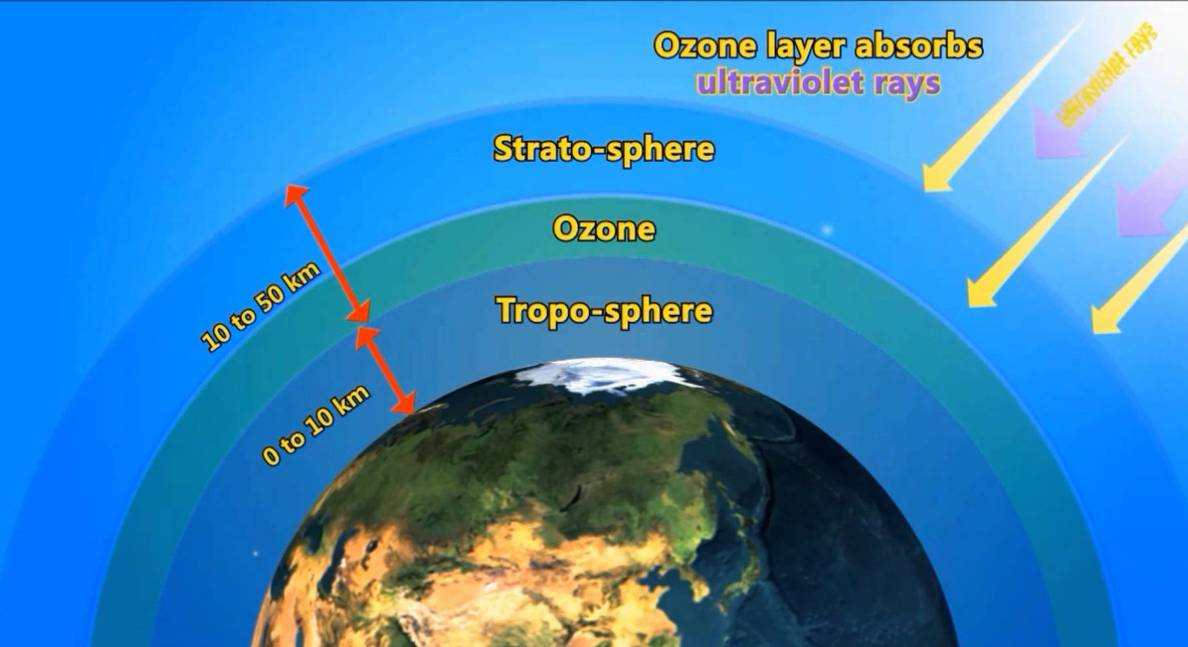 Ozone layer absorbs
ultraviolet rays
ultraviolet rays
Strato-sphere
Ozone
10 to 50 km
Tropo-sphere
0 to 10 km